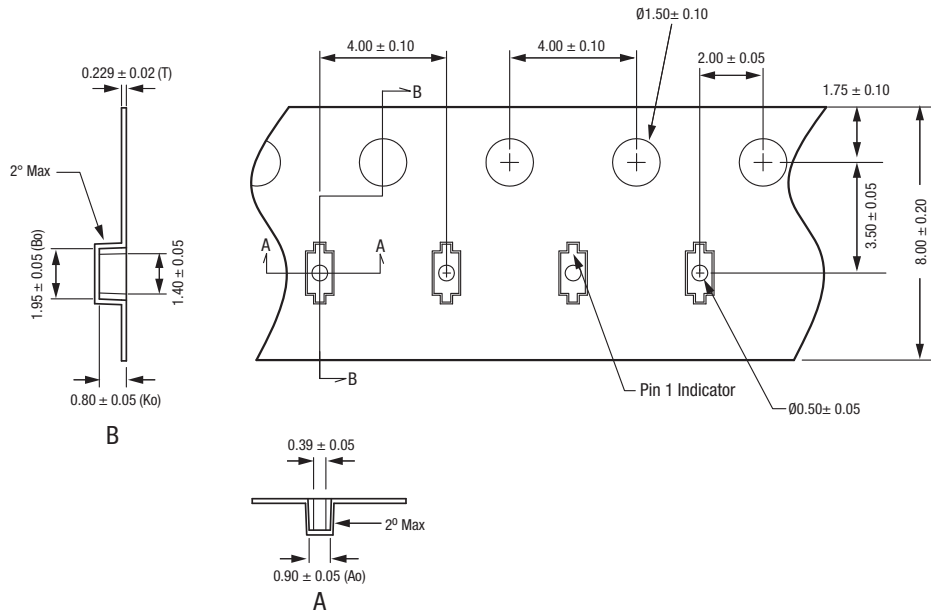 Ø1.50± 0.10
4.00 ± 0.10
4.00 ± 0.10
2.00 ± 0.05
0.229 ± 0.02 (T)
B
1.75 ± 0.10
2° Max
3.50 ± 0.05
8.00 ± 0.20
A
A
1.95 ± 0.05 (Bo)
1.40 ± 0.05
B
Pin 1 Indicator
0.80 ± 0.05 (Ko)
Ø0.50± 0.05
B
0.39 ± 0.05
2º Max
0.90 ± 0.05 (Ao)
A